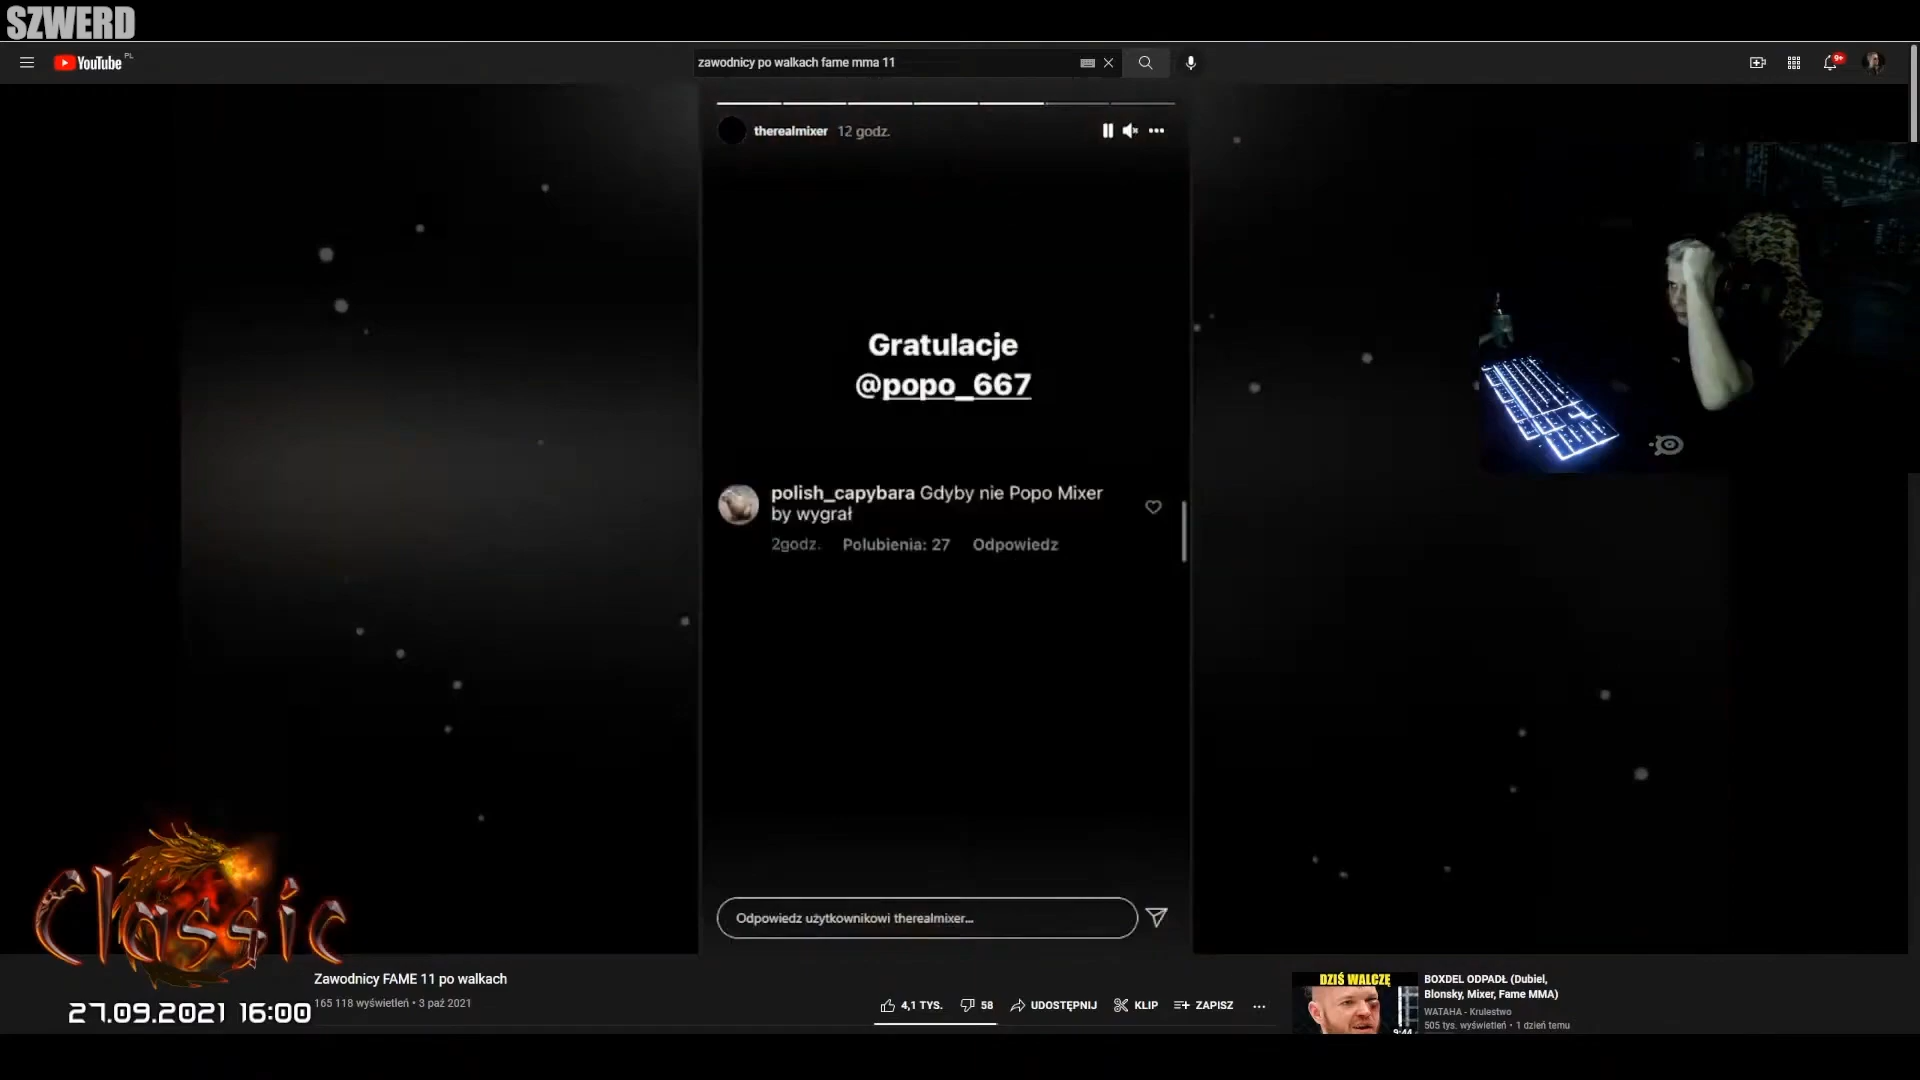 SZWERD
YouTube PL
zawodnicy po walkach fame mma 11
9+
therealmixer 12 godz.
Gratulacje
@popo_667
polish_capybara Gdyby nie Popo Mixer
by wygrał
2godz. Polubienia: 27 Odpowiedz
Odpowiedz użytkownikowi therealmixer...
Classic
27.09.2021 16:00
Zawodnicy FAME 11 po walkach
165 118 wyświetleń • 3 paź 2021
4,1 TYS. 58 UDOSTĘPNIJ KLIP ZAPISZ
DZIŚ WALCZĘ
9:44
BOXDEL ODPADŁ (Dubiel,
Blonsky, Mixer, Fame MMA)
WATAHA - Krulestwo
505 tys. wyświetleń • 1 dzień temu